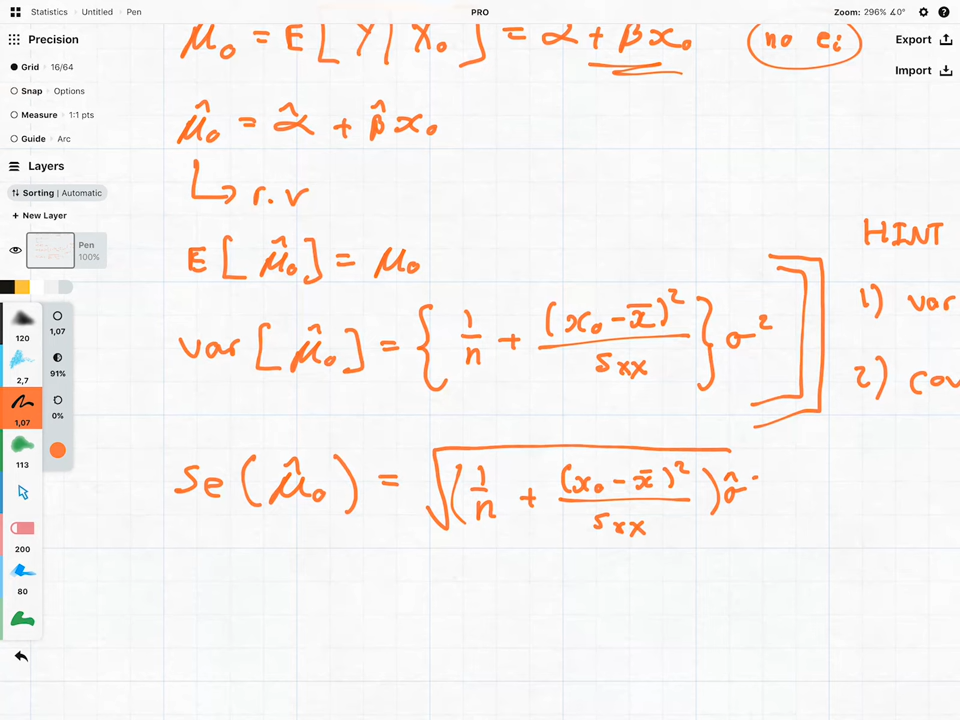 Statistics Untitled Pen
PRO
Zoom: 296% ∠0°
Precision
Export
Grid 16/64
Import
Snap Options
Measure 1:1 pts
Guide Arc
Layers
Sorting | Automatic
+ New Layer
Pen
100%
1,07
120
91%
2,7
0%
1,07
113
200
80
μ₀ = E[Y|X₀] = α + βx₀ (no ei)
μ̂₀ = α̂ + β̂x₀
↳ r.v
E[μ̂₀] = μ₀
HINT
1) var
var[μ̂₀] = {1/n + (x₀ - x̄)²/sxx}σ²
2) cov
Se(μ̂₀) = √(1/n + (x₀ - x̄)²/sxx)σ̂